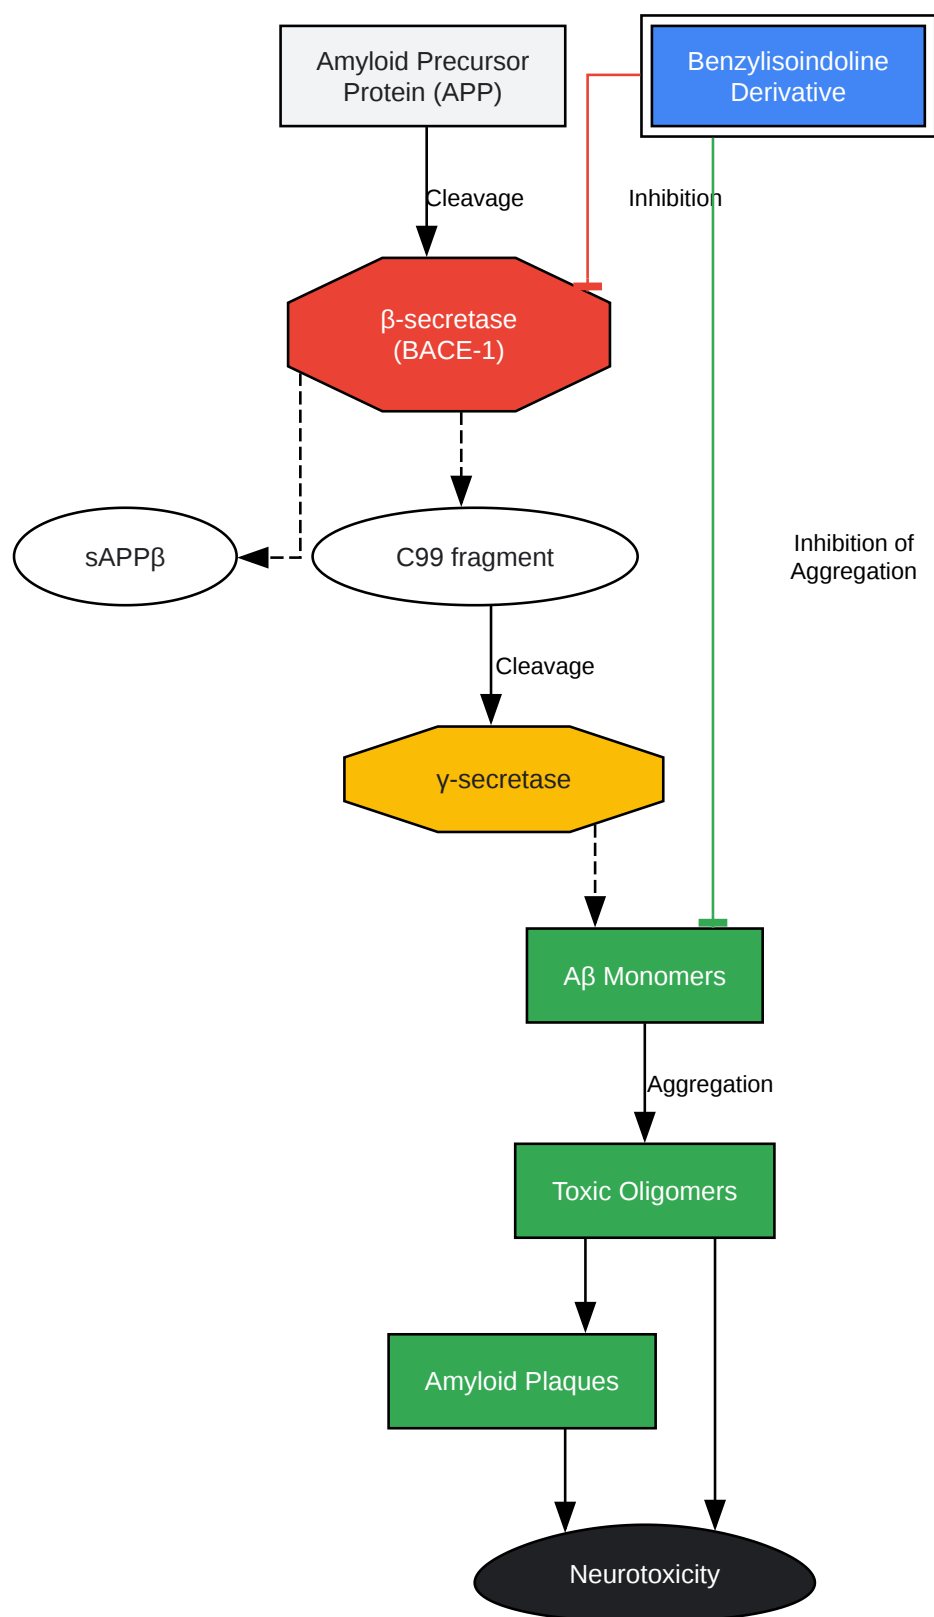 Amyloid Precursor
Protein (APP)
Benzylisoindoline
Derivative
Cleavage
Inhibition
β-secretase
(BACE-1)
sAPPβ
C99 fragment
Inhibition of
Aggregation
Cleavage
γ-secretase
Aβ Monomers
Aggregation
Toxic Oligomers
Amyloid Plaques
Neurotoxicity